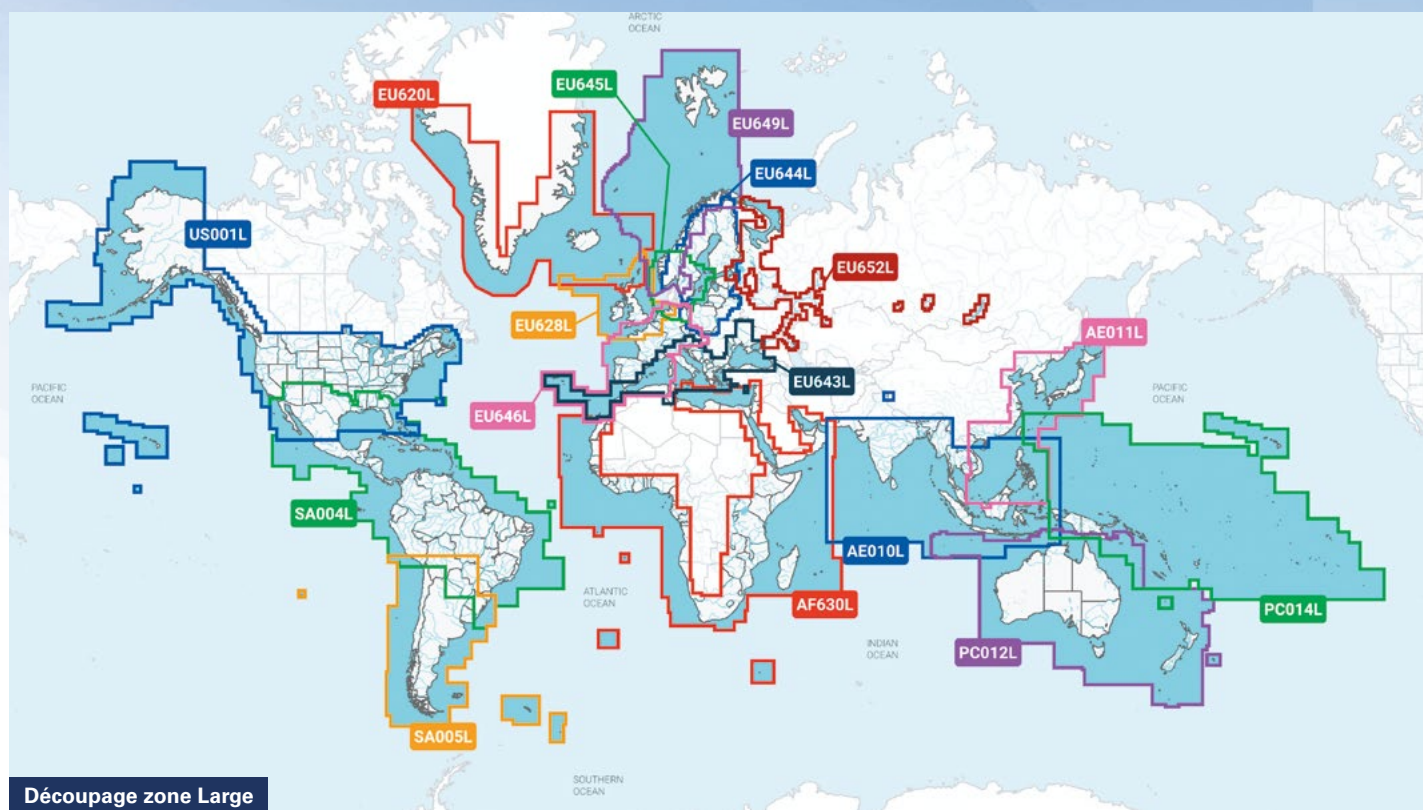 ARCTIC
OCEAN
EU645L
EU620L
EU649L
EU644L
US001L
EU652L
EU628L
AE011L
PACIFIC
OCEAN
EU643L
PACIFIC
OCEAN
EU646L
SA004L
AE010L
ATLANTIC
OCEAN
AF630L
PC014L
INDIAN
OCEAN
PC012L
SA005L
SOUTHERN
OCEAN
Découpage zone Large